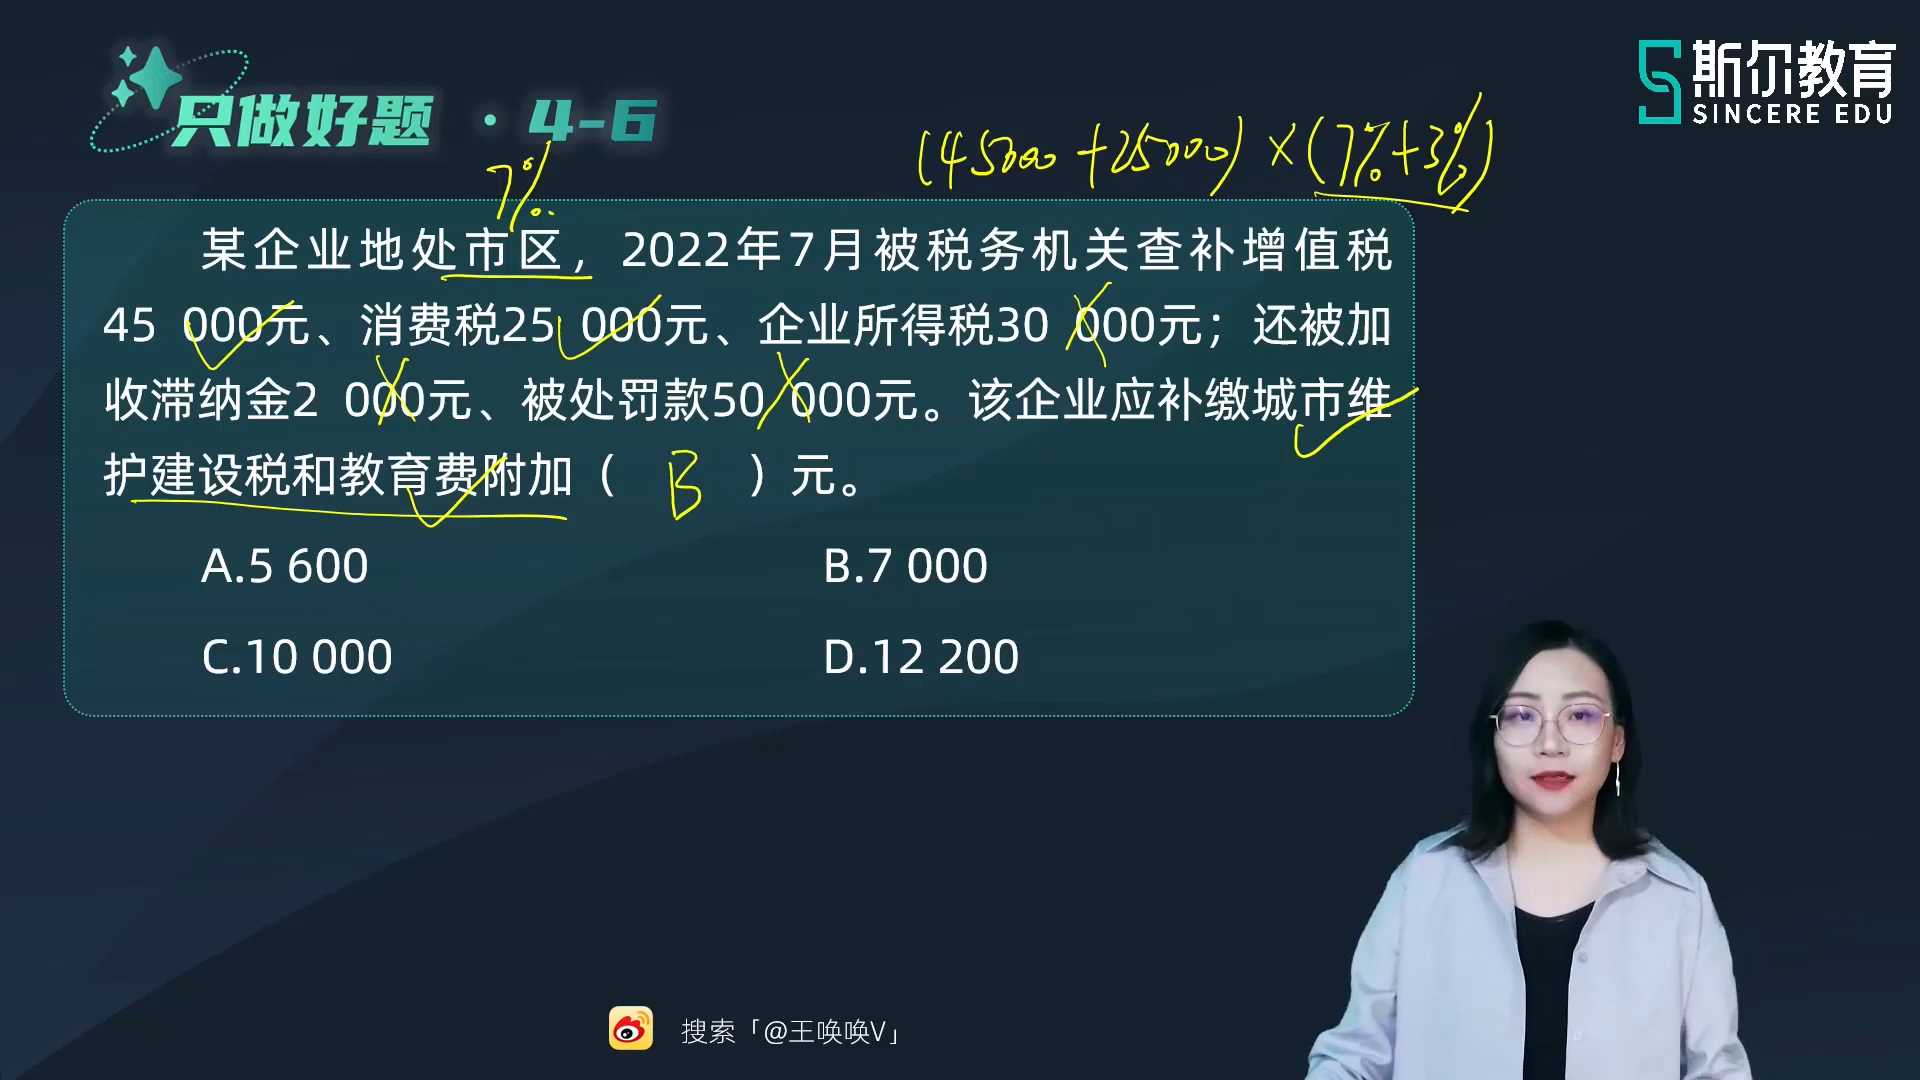 只做好题·4-6
斯尔教育
SINCERE EDU
(45000+25000)×(7%+3%)
7%
某企业地处市区，2022年7月被税务机关查补增值税
45 000元、消费税25 000元、企业所得税30 000元；还被加
收滞纳金2 000元、被处罚款50 000元。该企业应补缴城市维
护建设税和教育费附加（ B ）元。
A.5 600 B.7 000
C.10 000 D.12 200
搜索「@王唤唤V」